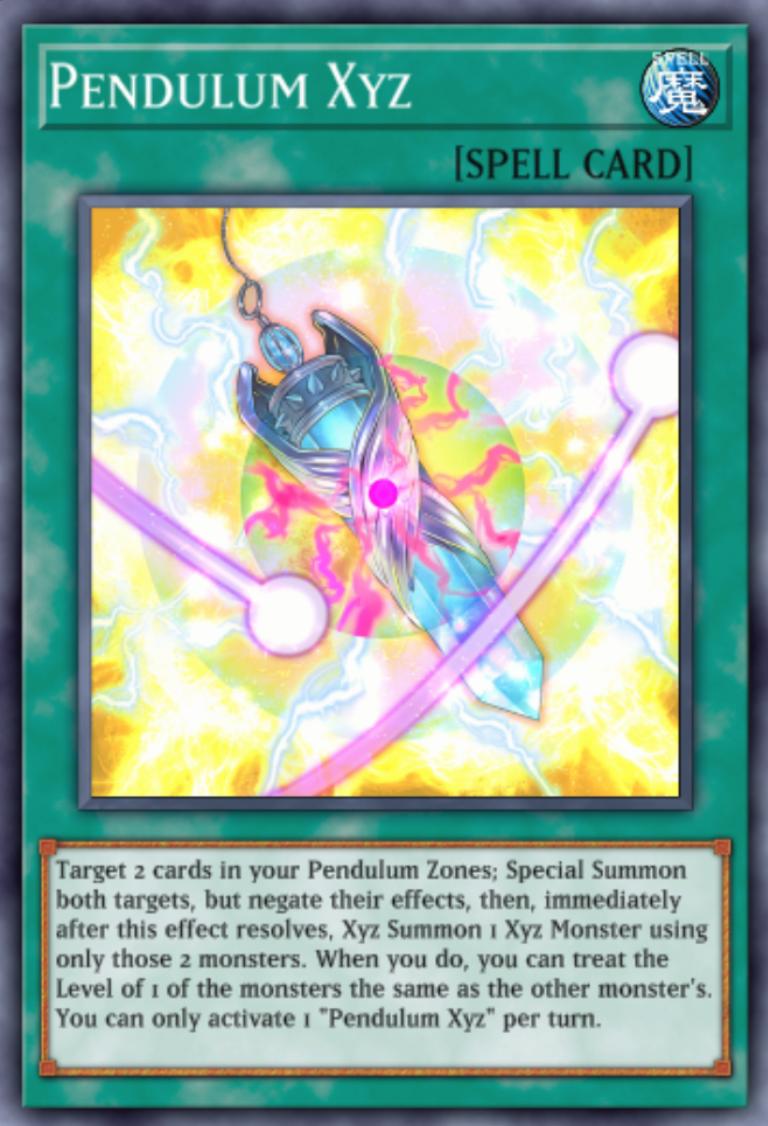 PENDULUM XYZ
SPELL
魔
[SPELL CARD]
Target 2 cards in your Pendulum Zones; Special Summon
both targets, but negate their effects, then, immediately
after this effect resolves, Xyz Summon 1 Xyz Monster using
only those 2 monsters. When you do, you can treat the
Level of 1 of the monsters the same as the other monster's.
You can only activate 1 "Pendulum Xyz" per turn.